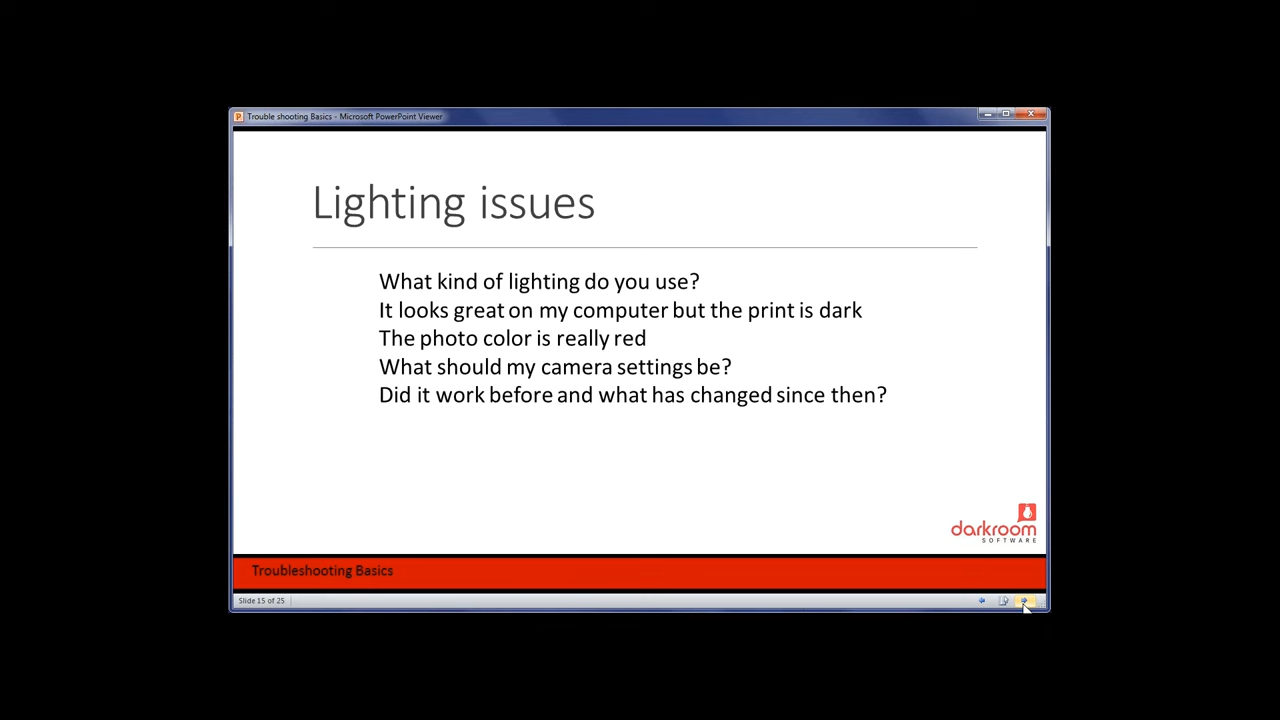 Trouble shooting Basics - Microsoft PowerPoint Viewer
Lighting issues
What kind of lighting do you use?
It looks great on my computer but the print is dark
The photo color is really red
What should my camera settings be?
Did it work before and what has changed since then?
darkroom
SOFTWARE
Troubleshooting Basics
Slide 15 of 25